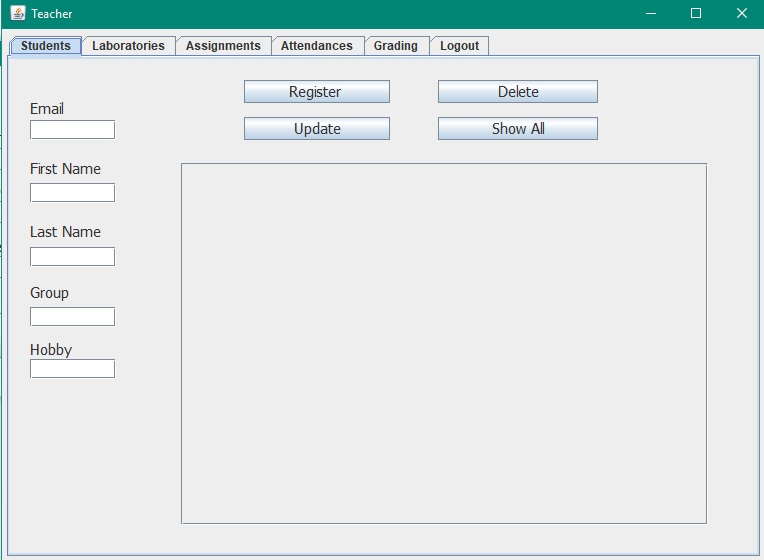 Teacher
Students Laboratories Assignments Attendances Grading Logout
Register Delete
Email
Update Show All
First Name
Last Name
Group
Hobby